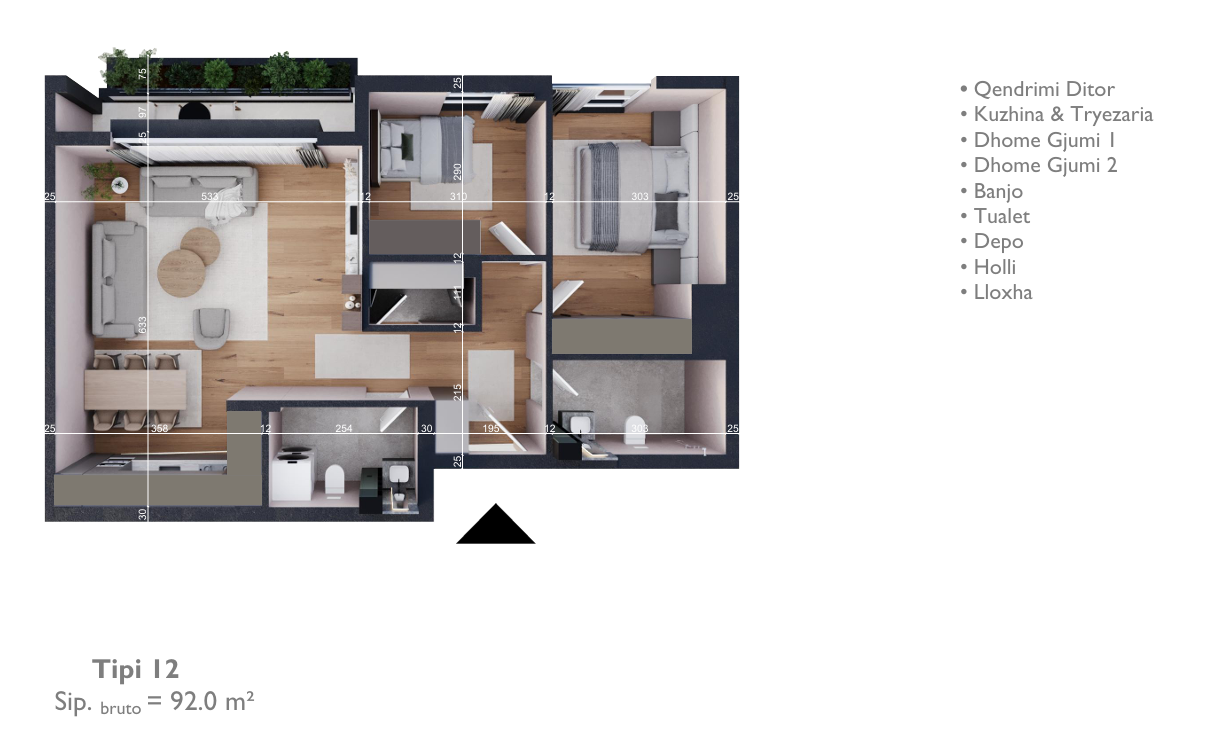 75
25
97
15
290
25
533
12
310
12
303
25
12
111
633
12
215
25
358
12
254
30
195
12
303
25
25
30
• Qendrimi Ditor
• Kuzhina & Tryezaria
• Dhome Gjumi 1
• Dhome Gjumi 2
• Banjo
• Tualet
• Depo
• Holli
• Lloxha
Tipi 12
Sip. bruto = 92.0 m²